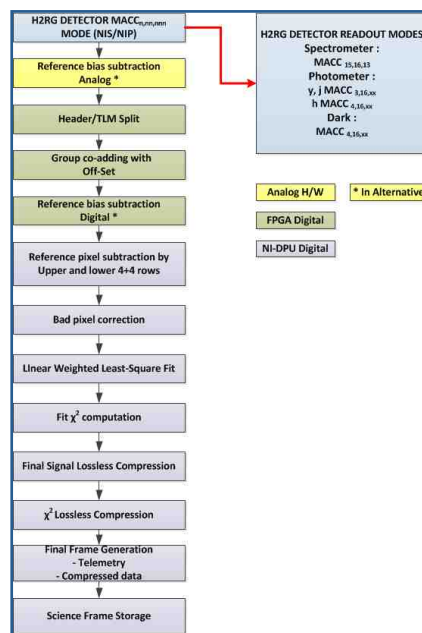 H2RG DETECTOR MACCn,nn,nnn
MODE (NIS/NIP)
Reference bias subtraction
Analog *
Header/TLM Split
Group co-adding with
Off-Set
Reference bias subtraction
Digital *
Reference pixel subtraction by
Upper and lower 4+4 rows
Bad pixel correction
LInear Weighted Least-Square Fit
Fit χ² computation
Final Signal Lossless Compression
χ² Lossless Compression
Final Frame Generation
- Telemetry
- Compressed data
Science Frame Storage
H2RG DETECTOR READOUT MODES
Spectrometer :
MACC 15,16,13
Photometer :
y, j MACC 3,16,xx
h MACC 4,16,xx
Dark :
MACC 4,16,xx
Analog H/W
* In Alternative
FPGA Digital
NI-DPU Digital